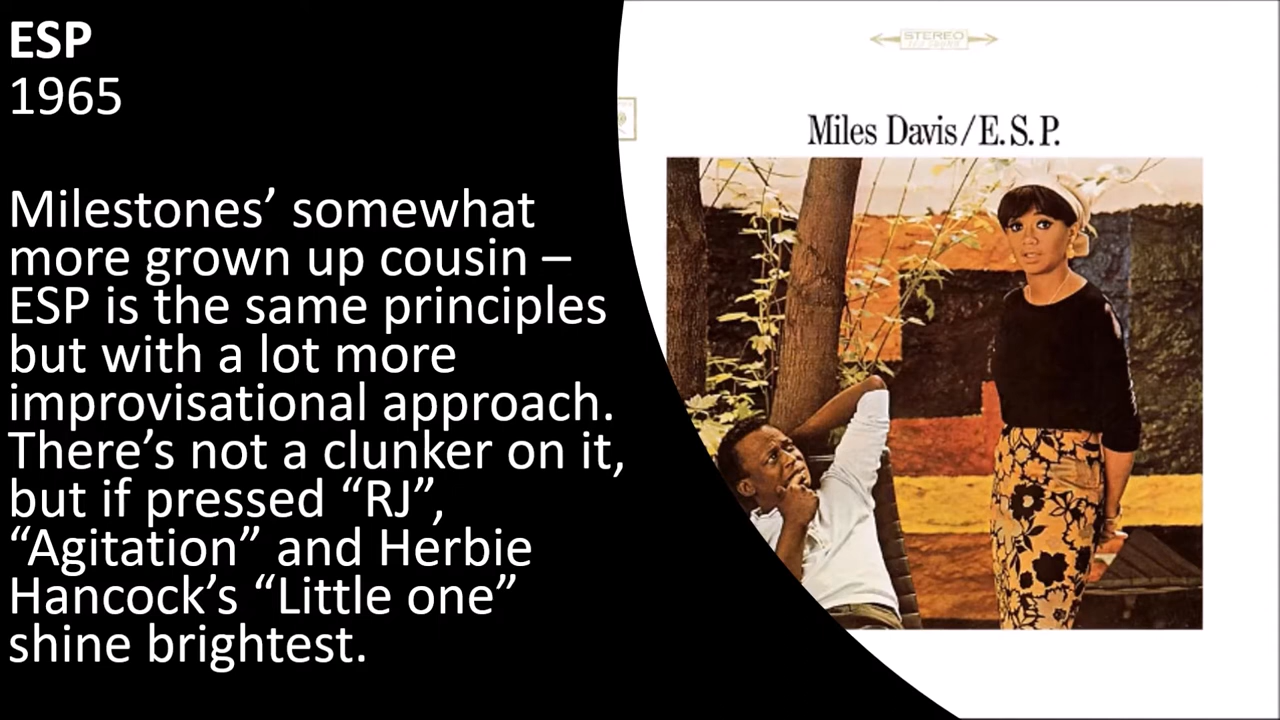 ESP
1965
Milestones’ somewhat
more grown up cousin –
ESP is the same principles
but with a lot more
improvisational approach.
There’s not a clunker on it,
but if pressed “RJ”,
“Agitation” and Herbie
Hancock’s “Little one”
shine brightest.
STEREO
Miles Davis/E.S.P.